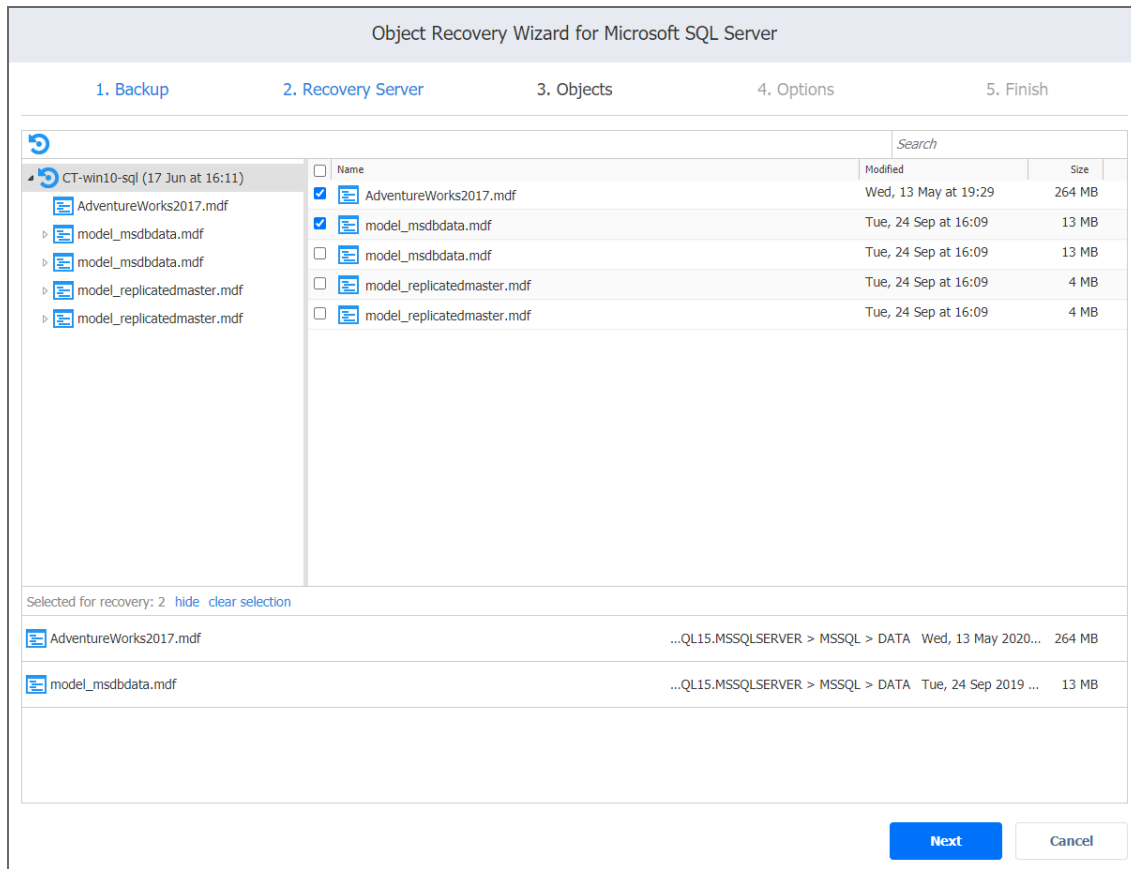 Object Recovery Wizard for Microsoft SQL Server
1. Backup 2. Recovery Server 3. Objects 4. Options 5. Finish
Search
CT-win10-sql (17 Jun at 16:11)
AdventureWorks2017.mdf
model_msdbdata.mdf
model_msdbdata.mdf
model_replicatedmaster.mdf
model_replicatedmaster.mdf
Name Modified Size
AdventureWorks2017.mdf Wed, 13 May at 19:29 264 MB
model_msdbdata.mdf Tue, 24 Sep at 16:09 13 MB
model_msdbdata.mdf Tue, 24 Sep at 16:09 13 MB
model_replicatedmaster.mdf Tue, 24 Sep at 16:09 4 MB
model_replicatedmaster.mdf Tue, 24 Sep at 16:09 4 MB
Selected for recovery: 2 hide clear selection
AdventureWorks2017.mdf ...QL15.MSSQLSERVER > MSSQL > DATA Wed, 13 May 2020... 264 MB
model_msdbdata.mdf ...QL15.MSSQLSERVER > MSSQL > DATA Tue, 24 Sep 2019 ... 13 MB
Next Cancel